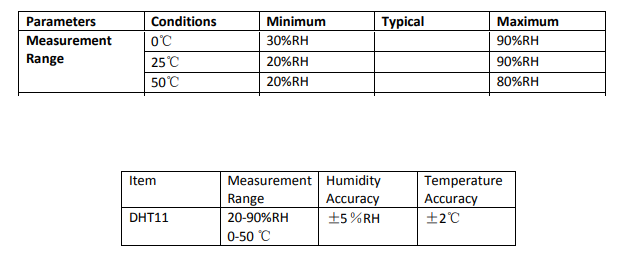 Parameters Conditions Minimum Typical Maximum
Measurement Range 0℃ 30%RH 90%RH
25℃ 20%RH 90%RH
50℃ 20%RH 80%RH
Item Measurement Range Humidity Accuracy Temperature Accuracy
DHT11 20-90%RH 0-50 ℃ ±5％RH ±2℃